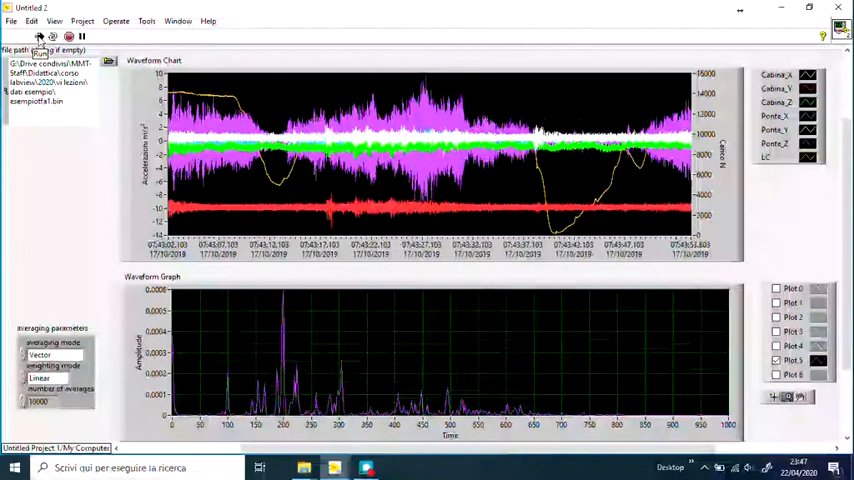 Untitled 2
File Edit View Project Operate Tools Window Help
Run
G:\Drive condivisi\MMT-
Staff\Didattica\corso
labview\2020\vi lezioni\
dati esempio\
esempiotfa1.bin
Waveform Chart
10
8
6
4
2
0
-2
-4
-6
-8
-10
-12
-14
Accelerazioni m/s²
15000
14000
12000
10000
8000
6000
4000
2000
0
Carico N
07:43:02,103 07:43:07,103 07:43:12,103 07:43:17,103 07:43:22,103 07:43:27,103 07:43:32,103 07:43:37,103 07:43:42,103 07:43:47,103
17/10/2019 17/10/2019 17/10/2019 17/10/2019 17/10/2019 17/10/2019 17/10/2019 17/10/2019 17/10/2019 17/10/2019 17/10/2019
Cabina_X
Cabina_Y
Cabina_Z
Ponte_X
Ponte_Y
Ponte_Z
LC
Waveform Graph
0.0006
0.0005
0.0004
0.0003
0.0002
0.0001
0
Amplitude
0 50 100 150 200 250 300 350 400 450 500 550 600 650 700 750 800 850 900 950 1000
Time
Plot 0
Plot 1
Plot 2
Plot 3
Plot 4
Plot 5
Plot 6
averaging parameters
averaging mode
Vector
weighting mode
Linear
number of averages
10000
Untitled Project 1/My Computer
Scrivi qui per eseguire la ricerca
Desktop
23:47
22/04/2020